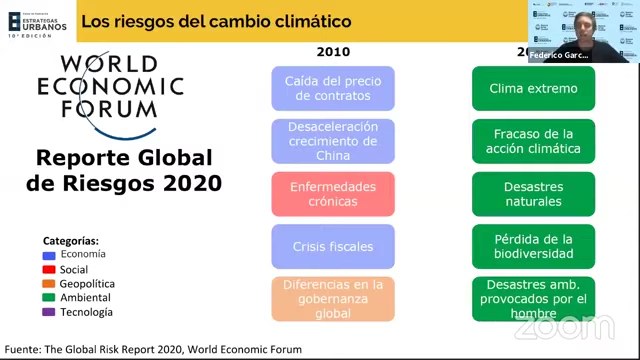 ESTRATEGAS
URBANOS
10ª EDICIÓN
Los riesgos del cambio climático
Federico Garc...
WORLD
ECONOMIC
FORUM
Reporte Global
de Riesgos 2020
Categorías:
Economía
Social
Geopolítica
Ambiental
Tecnología
2010
Caída del precio
de contratos
Desaceleración
crecimiento de
China
Enfermedades
crónicas
Crisis fiscales
Diferencias en la
gobernanza
global
Clima extremo
Fracaso de la
acción climática
Desastres
naturales
Pérdida de la
biodiversidad
Desastres amb.
provocados por el
hombre
zoom
Fuente: The Global Risk Report 2020, World Economic Forum